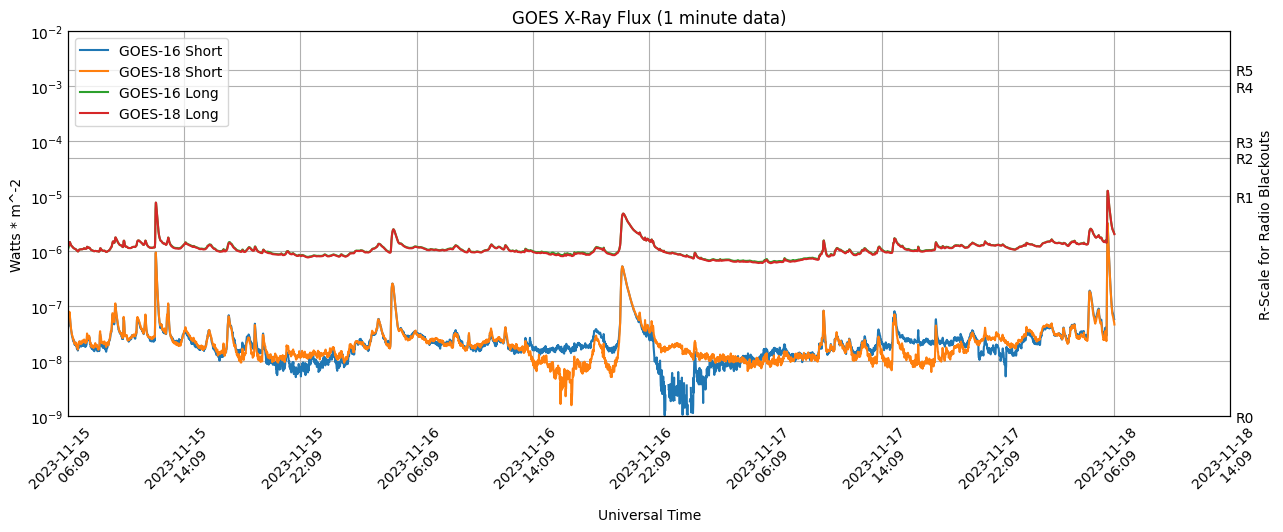 GOES X-Ray Flux (1 minute data)
GOES-16 Short
GOES-18 Short
GOES-16 Long
GOES-18 Long
10^-2
10^-3
10^-4
10^-5
10^-6
10^-7
10^-8
10^-9
Watts * m^-2
R5
R4
R3
R2
R1
R0
R-Scale for Radio Blackouts
2023-11-15
06:09
2023-11-15
14:09
2023-11-15
22:09
2023-11-16
06:09
2023-11-16
14:09
2023-11-16
22:09
2023-11-17
06:09
2023-11-17
14:09
2023-11-17
22:09
2023-11-18
06:09
2023-11-18
14:09
Universal Time